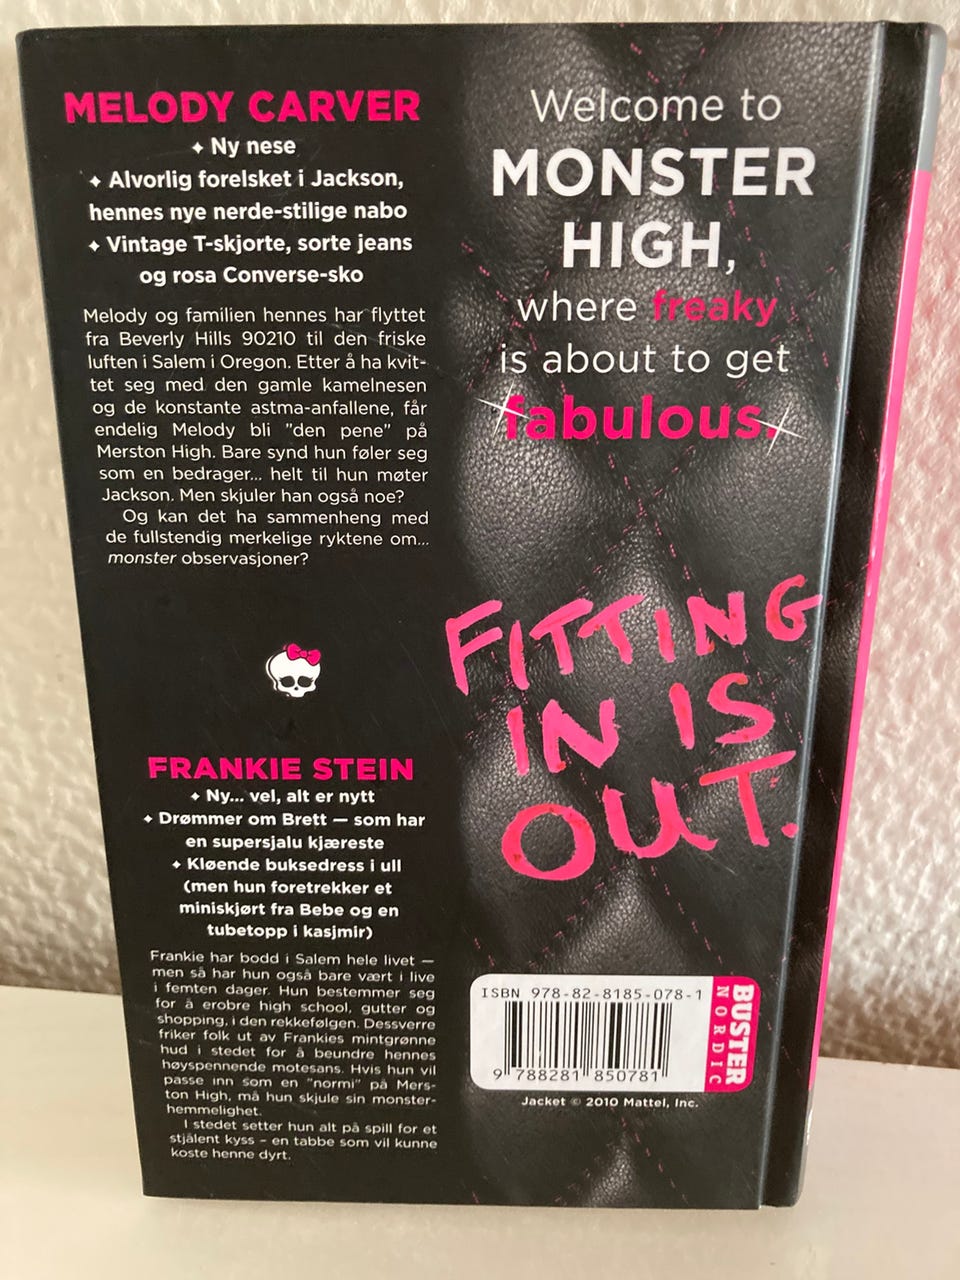 MELODY CARVER
✦ Ny nese
✦ Alvorlig forelsket i Jackson,
hennes nye nerde-stilige nabo
✦ Vintage T-skjorte, sorte jeans
og rosa Converse-sko
Melody og familien hennes har flyttet
fra Beverly Hills 90210 til den friske
luften i Salem i Oregon. Etter å ha kvit-
tet seg med den gamle kamelnesen
og de konstante astma-anfallene, får
endelig Melody bli ”den pene” på
Merston High. Bare synd hun føler seg
som en bedrager... helt til hun møter
Jackson. Men skjuler han også noe?
Og kan det ha sammenheng med
de fullstendig merkelige ryktene om...
monster observasjoner?
FRANKIE STEIN
✦ Ny... vel, alt er nytt
✦ Drømmer om Brett — som har
en supersjalu kjæreste
✦ Kløende buksedress i ull
(men hun foretrekker et
miniskjørt fra Bebe og en
tubetopp i kasjmir)
Frankie har bodd i Salem hele livet —
men så har hun også bare vært i live
i femten dager. Hun bestemmer seg
for å erobre high school, gutter og
shopping, i den rekkefølgen. Dessverre
friker folk ut av Frankies mintgrønne
hud i stedet for å beundre hennes
høyspennende motesans. Hvis hun vil
passe inn som en ”normi” på Mers-
ton High, må hun skjule sin monster-
hemmelighet.
I stedet setter hun alt på spill for et
stjålent kyss – en tabbe som vil kunne
koste henne dyrt.
Welcome to
MONSTER
HIGH,
where freaky
is about to get
fabulous.
FITTING
IN IS
OUT.
ISBN 978-82-8185-078-1
9 788281 850781
BUSTER
NORDIC
Jacket © 2010 Mattel, Inc.